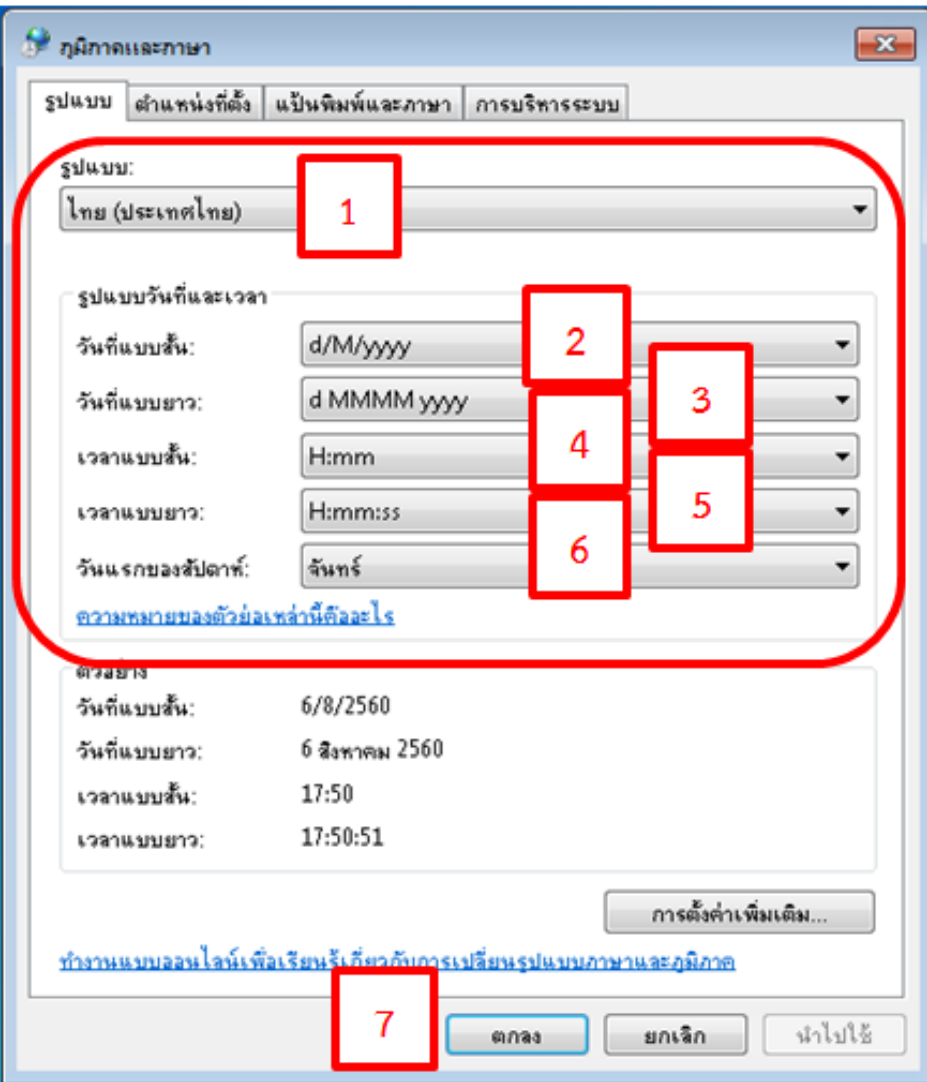 ภูมิภาคและภาษา
รูปแบบ ตำแหน่งที่ตั้ง แป้นพิมพ์และภาษา การบริหารระบบ
รูปแบบ:
ไทย (ประเทศไทย) 1
รูปแบบวันที่และเวลา
วันที่แบบสั้น: d/M/yyyy 2
วันที่แบบยาว: d MMMM yyyy 3
เวลาแบบสั้น: H:mm 4
เวลาแบบยาว: H:mm:ss 5
วันแรกของสัปดาห์: จันทร์ 6
ความหมายของตัวย่อเหล่านี้คืออะไร
ตัวอย่าง
วันที่แบบสั้น: 6/8/2560
วันที่แบบยาว: 6 สิงหาคม 2560
เวลาแบบสั้น: 17:50
เวลาแบบยาว: 17:50:51
การตั้งค่าเพิ่มเติม...
ทำงานแบบออนไลน์เพื่อเรียนรู้เกี่ยวกับการเปลี่ยนรูปแบบภาษาและภูมิภาค
7 ตกลง ยกเลิก นำไปใช้